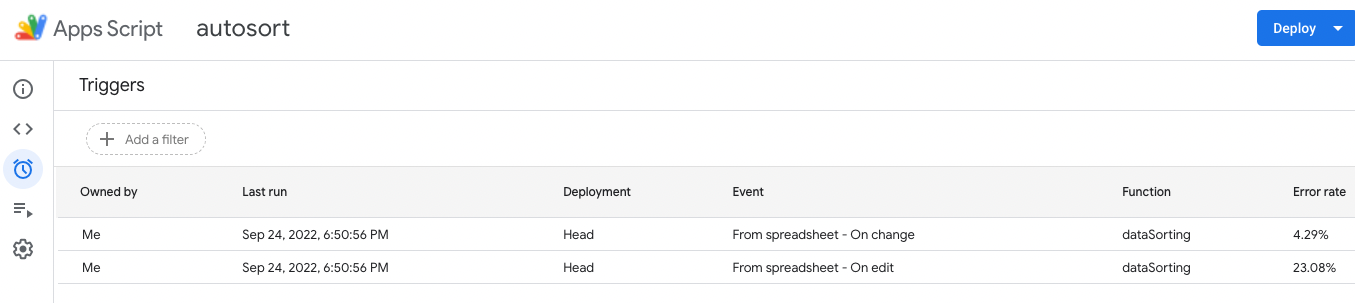 Apps Script autosort Deploy
Triggers
Add a filter
Owned by Last run Deployment Event Function Error rate
Me Sep 24, 2022, 6:50:56 PM Head From spreadsheet - On change dataSorting 4.29%
Me Sep 24, 2022, 6:50:56 PM Head From spreadsheet - On edit dataSorting 23.08%